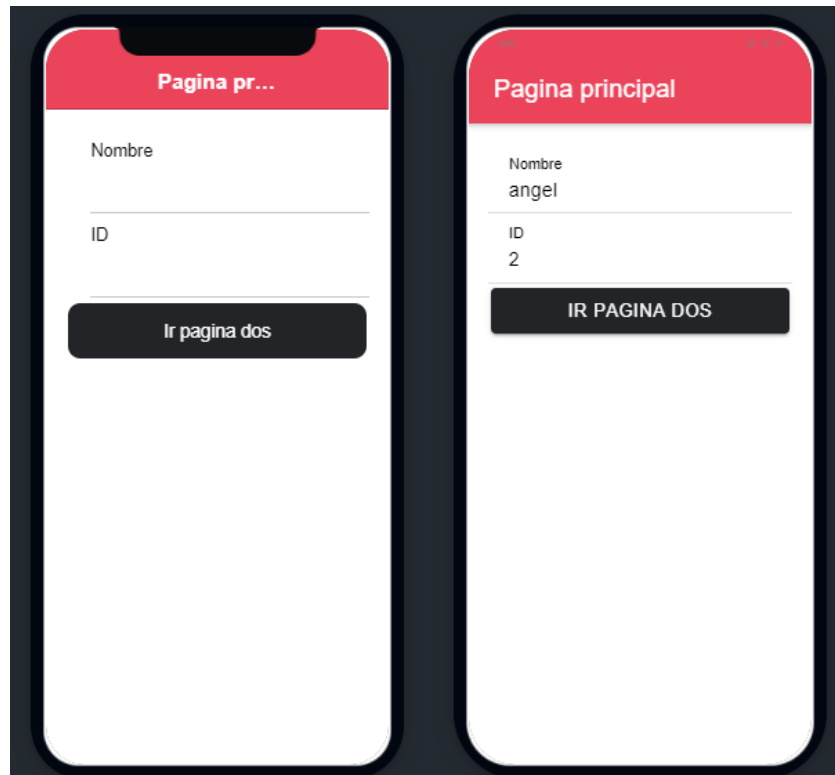 Pagina pr...
Nombre
ID
Ir pagina dos
Pagina principal
Nombre
angel
ID
2
IR PAGINA DOS